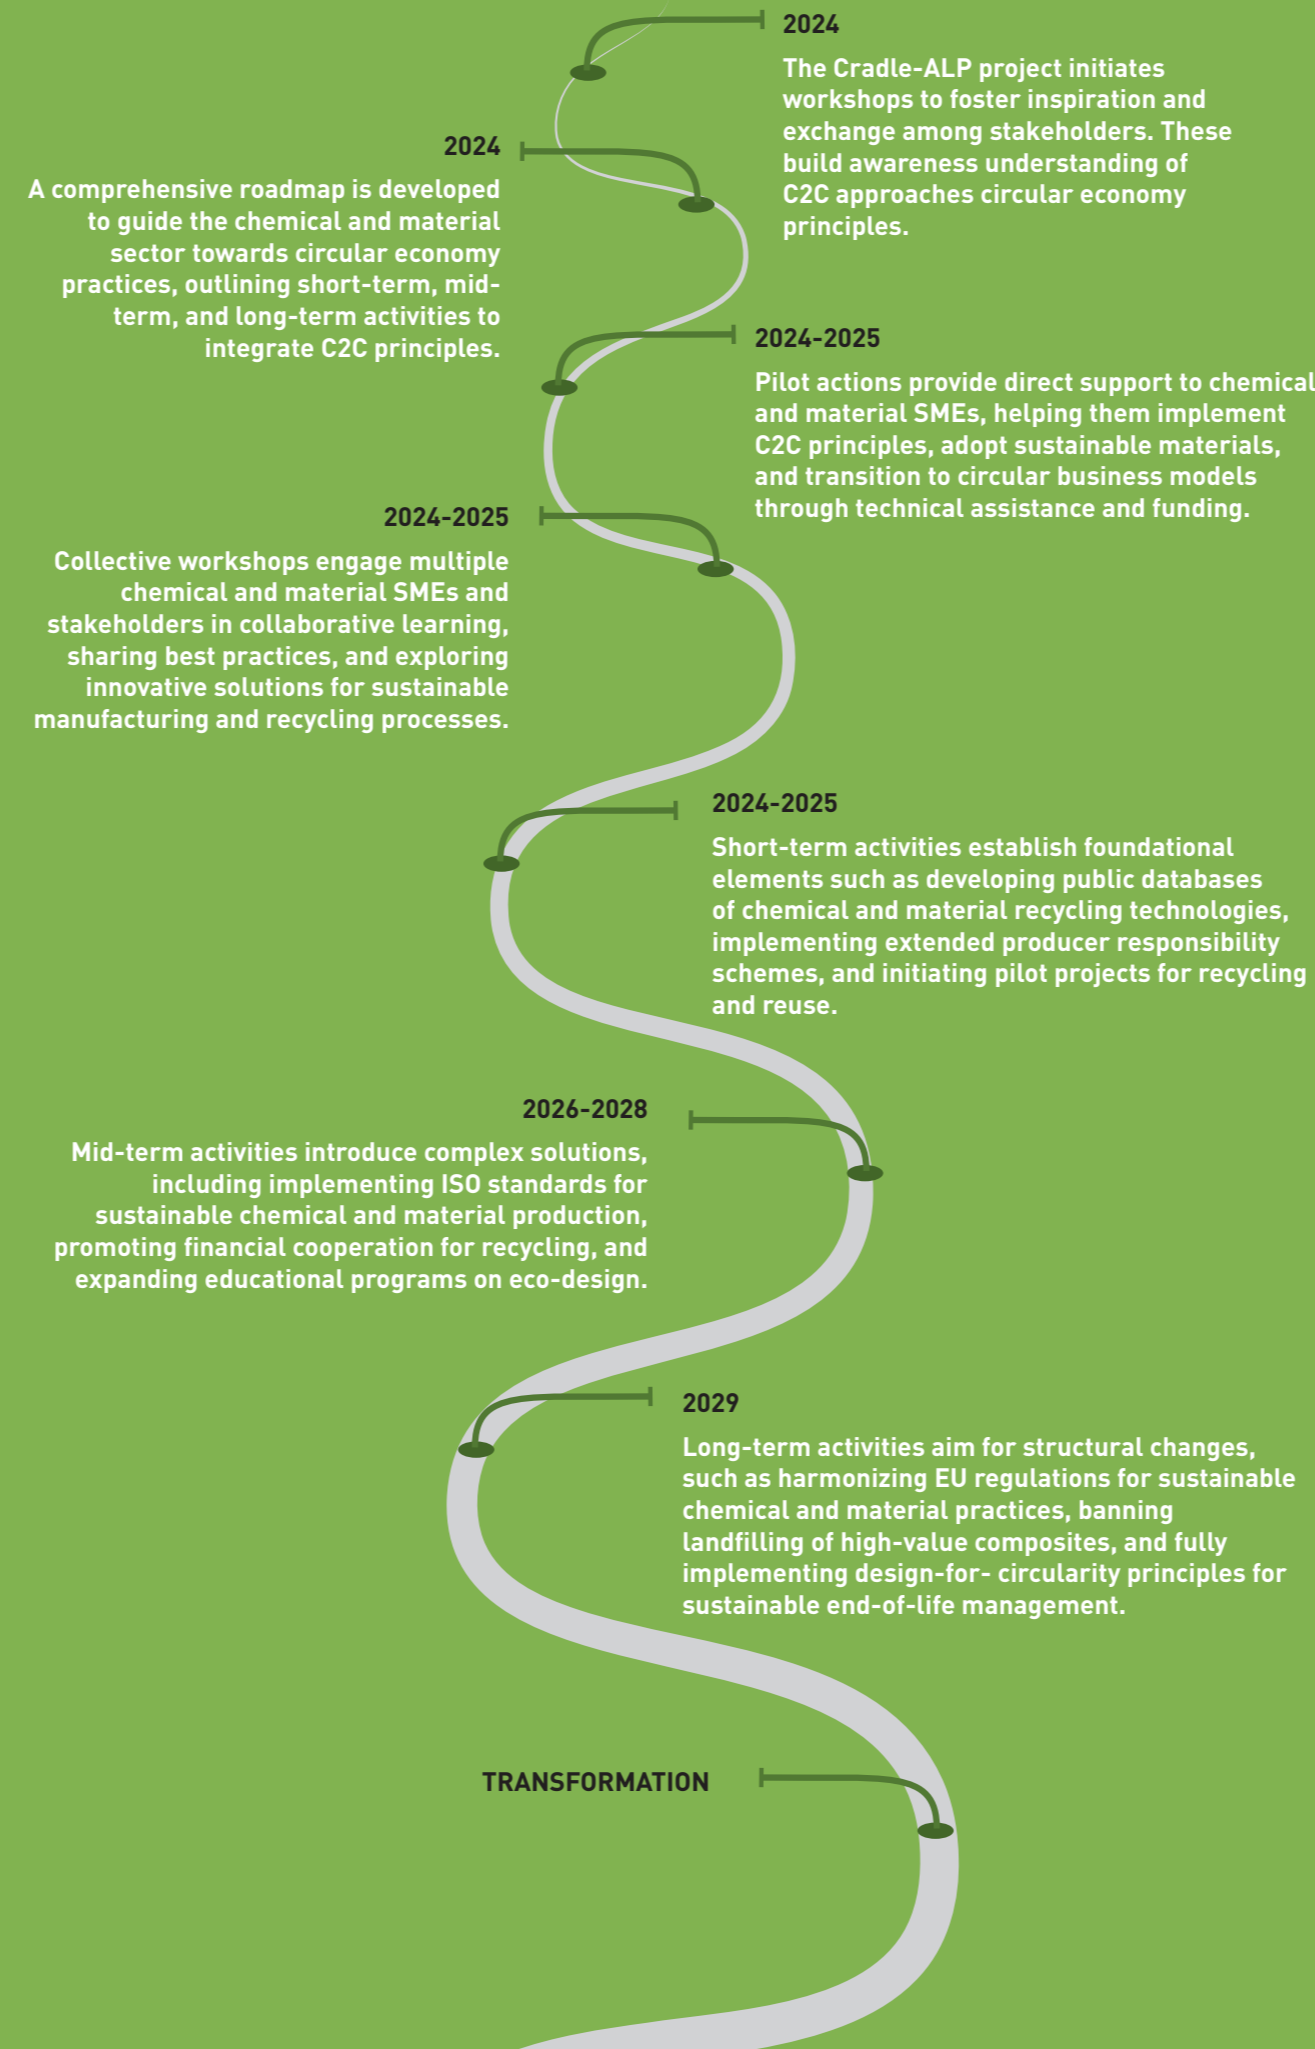 2024
The Cradle-ALP project initiates
workshops to foster inspiration and
exchange among stakeholders. These
build awareness understanding of
C2C approaches circular economy
principles.
2024
A comprehensive roadmap is developed
to guide the chemical and material
sector towards circular economy
practices, outlining short-term, mid-
term, and long-term activities to
integrate C2C principles.
2024-2025
Pilot actions provide direct support to chemical
and material SMEs, helping them implement
C2C principles, adopt sustainable materials,
and transition to circular business models
through technical assistance and funding.
2024-2025
Collective workshops engage multiple
chemical and material SMEs and
stakeholders in collaborative learning,
sharing best practices, and exploring
innovative solutions for sustainable
manufacturing and recycling processes.
2024-2025
Short-term activities establish foundational
elements such as developing public databases
of chemical and material recycling technologies,
implementing extended producer responsibility
schemes, and initiating pilot projects for recycling
and reuse.
2026-2028
Mid-term activities introduce complex solutions,
including implementing ISO standards for
sustainable chemical and material production,
promoting financial cooperation for recycling, and
expanding educational programs on eco-design.
2029
Long-term activities aim for structural changes,
such as harmonizing EU regulations for sustainable
chemical and material practices, banning
landfilling of high-value composites, and fully
implementing design-for- circularity principles for
sustainable end-of-life management.
TRANSFORMATION